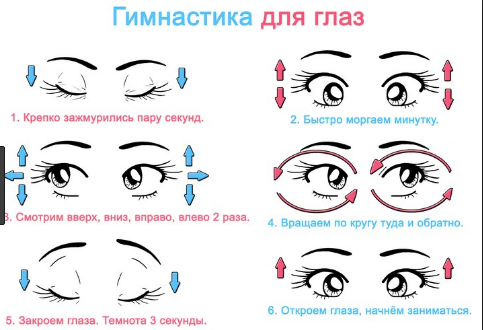 Гимнастика для глаз
1. Крепко зажмурились пару секунд.
2. Быстро моргаем минутку.
3. Смотрим вверх, вниз, вправо, влево 2 раза.
4. Вращаем по кругу туда и обратно.
5. Закроем глаза. Темнота 3 секунды.
6. Откроем глаза, начнём заниматься.